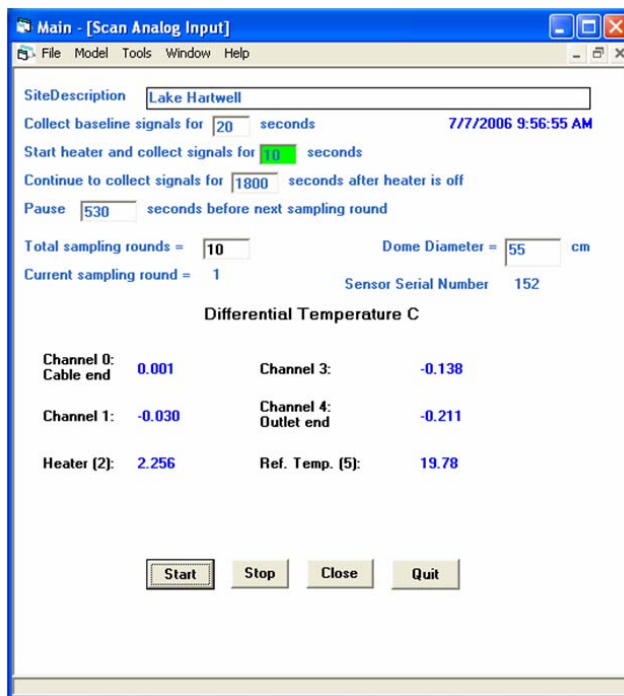 Main - [Scan Analog Input]
File Model Tools Window Help
SiteDescription Lake Hartwell
Collect baseline signals for 20 seconds 7/7/2006 9:56:55 AM
Start heater and collect signals for 10 seconds
Continue to collect signals for 1800 seconds after heater is off
Pause 530 seconds before next sampling round
Total sampling rounds = 10 Dome Diameter = 55 cm
Current sampling round = 1 Sensor Serial Number 152
Differential Temperature C
Channel 0:
Cable end 0.001 Channel 3: -0.138
Channel 1: -0.030 Channel 4:
Outlet end -0.211
Heater (2): 2.256 Ref. Temp. (5): 19.78
Start Stop Close Quit